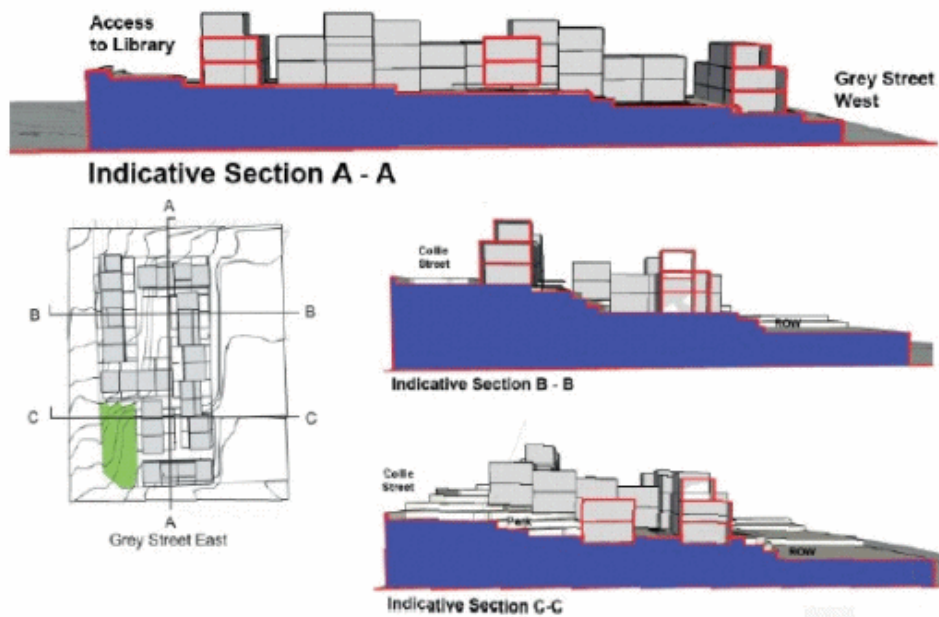 Access
to Library
Grey Street
West
Indicative Section A - A
A
B
B
C
C
A
Grey Street East
Collie
Street
ROW
Indicative Section B - B
Collie
Street
Park
ROW
Indicative Section C-C